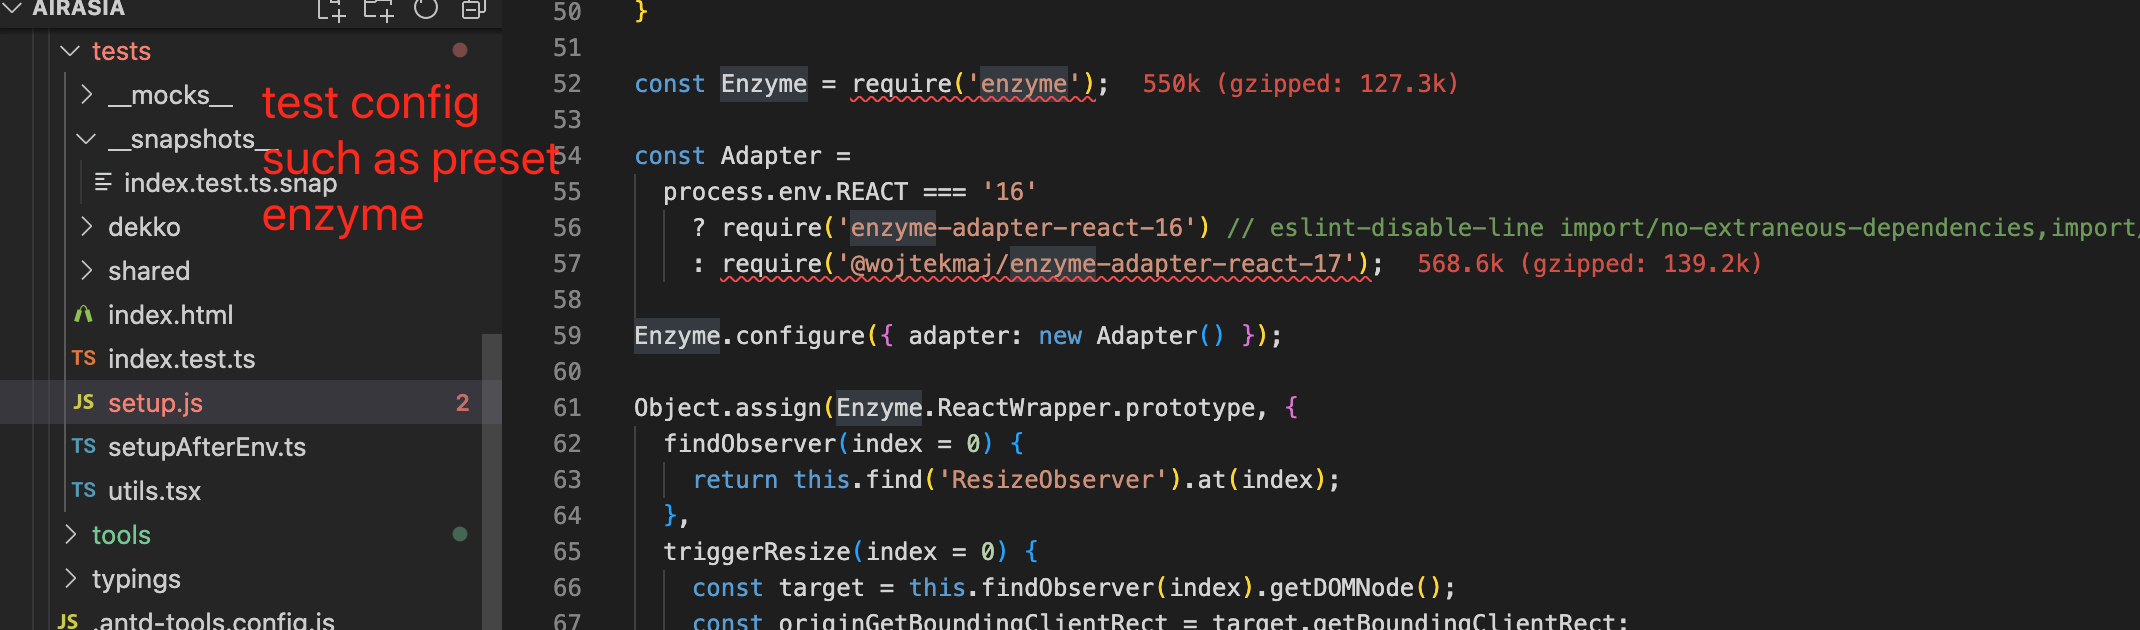 AIRASIA
tests
__mocks__
__snapshots__
index.test.ts.snap
dekko
shared
index.html
TS index.test.ts
JS setup.js 2
TS setupAfterEnv.ts
TS utils.tsx
tools
typings
JS .antd-tools.config.js
test config
such as preset
enzyme
50 }
51
52 const Enzyme = require('enzyme'); 550k (gzipped: 127.3k)
53
54 const Adapter =
55 process.env.REACT === '16'
56 ? require('enzyme-adapter-react-16') // eslint-disable-line import/no-extraneous-dependencies,import/
57 : require('@wojtekmaj/enzyme-adapter-react-17'); 568.6k (gzipped: 139.2k)
58
59 Enzyme.configure({ adapter: new Adapter() });
60
61 Object.assign(Enzyme.ReactWrapper.prototype, {
62 findObserver(index = 0) {
63 return this.find('ResizeObserver').at(index);
64 },
65 triggerResize(index = 0) {
66 const target = this.findObserver(index).getDOMNode();
67 const originGetBoundingClientRect = target.getBoundingClientRect;